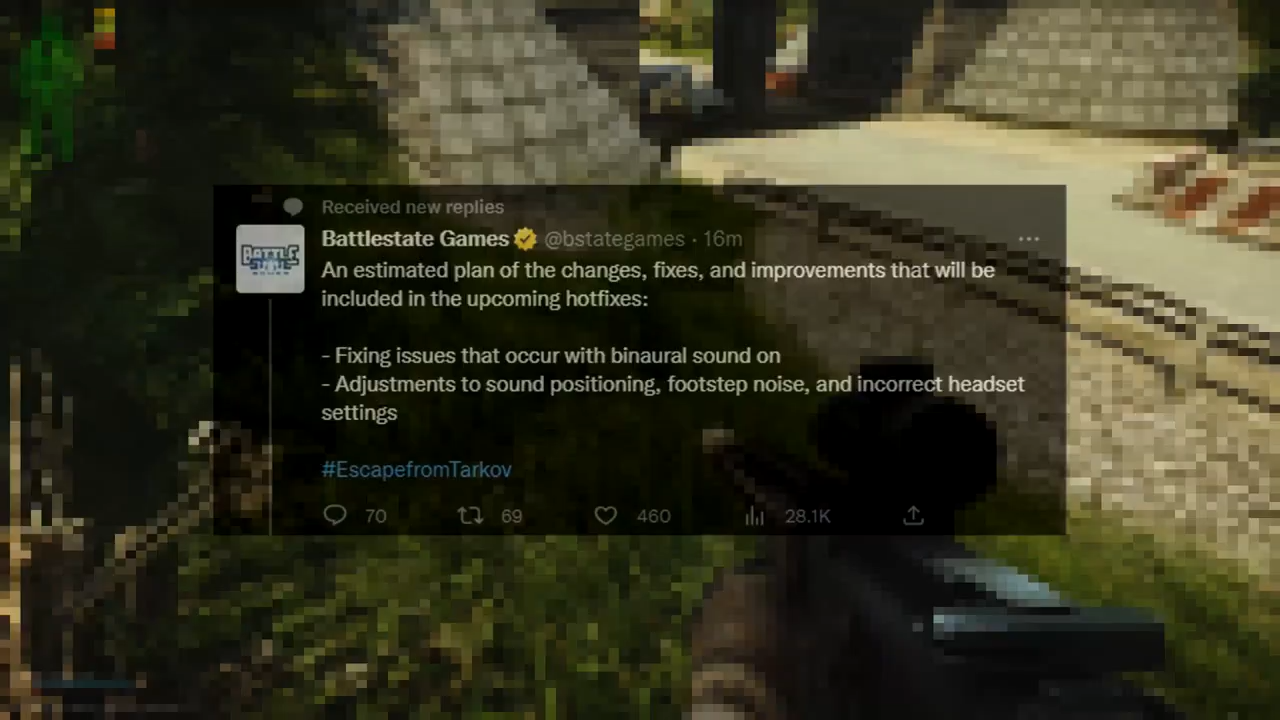 Received new replies
Battlestate Games @bstategames · 16m
An estimated plan of the changes, fixes, and improvements that will be
included in the upcoming hotfixes:
- Fixing issues that occur with binaural sound on
- Adjustments to sound positioning, footstep noise, and incorrect headset
settings
#EscapefromTarkov
70 69 460 28.1K
BATTLE